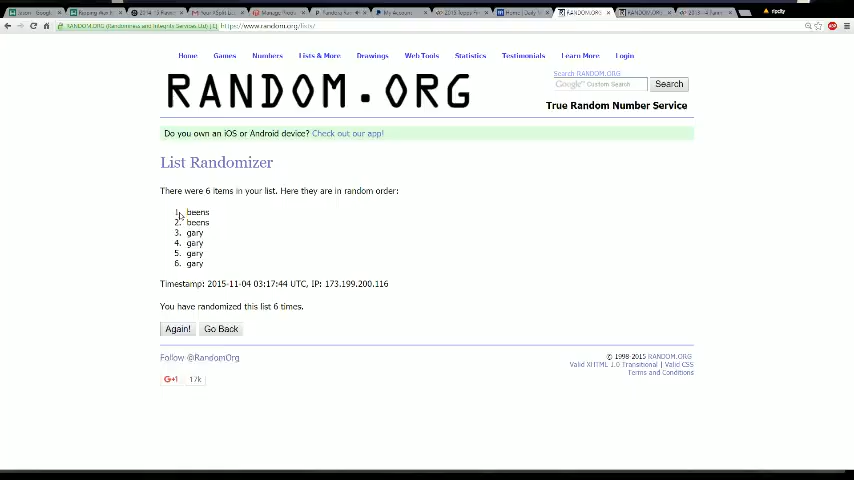 ripcity
RANDOM.ORG (Randomness and Integrity Services Ltd.) [IE] https://www.random.org/lists/
Home Games Numbers Lists & More Drawings Web Tools Statistics Testimonials Learn More Login
Search RANDOM.ORG
Google™ Custom Search Search
RANDOM.ORG
True Random Number Service
Do you own an iOS or Android device? Check out our app!
List Randomizer
There were 6 items in your list. Here they are in random order:
1. beens
2. beens
3. gary
4. gary
5. gary
6. gary
Timestamp: 2015-11-04 03:17:44 UTC, IP: 173.199.200.116
You have randomized this list 6 times.
Again! Go Back
Follow @RandomOrg
G+1 17k
© 1998-2015 RANDOM.ORG
Valid XHTML 1.0 Transitional | Valid CSS
Terms and Conditions